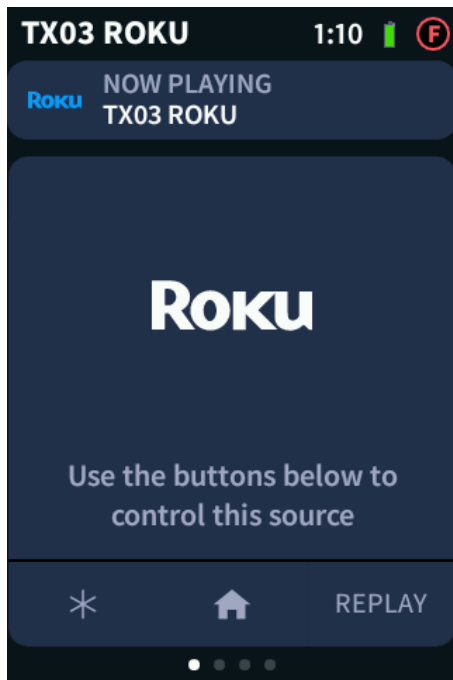 TX03 ROKU 1:10 F
ROKU NOW PLAYING
TX03 ROKU
ROKU
Use the buttons below to
control this source
REPLAY